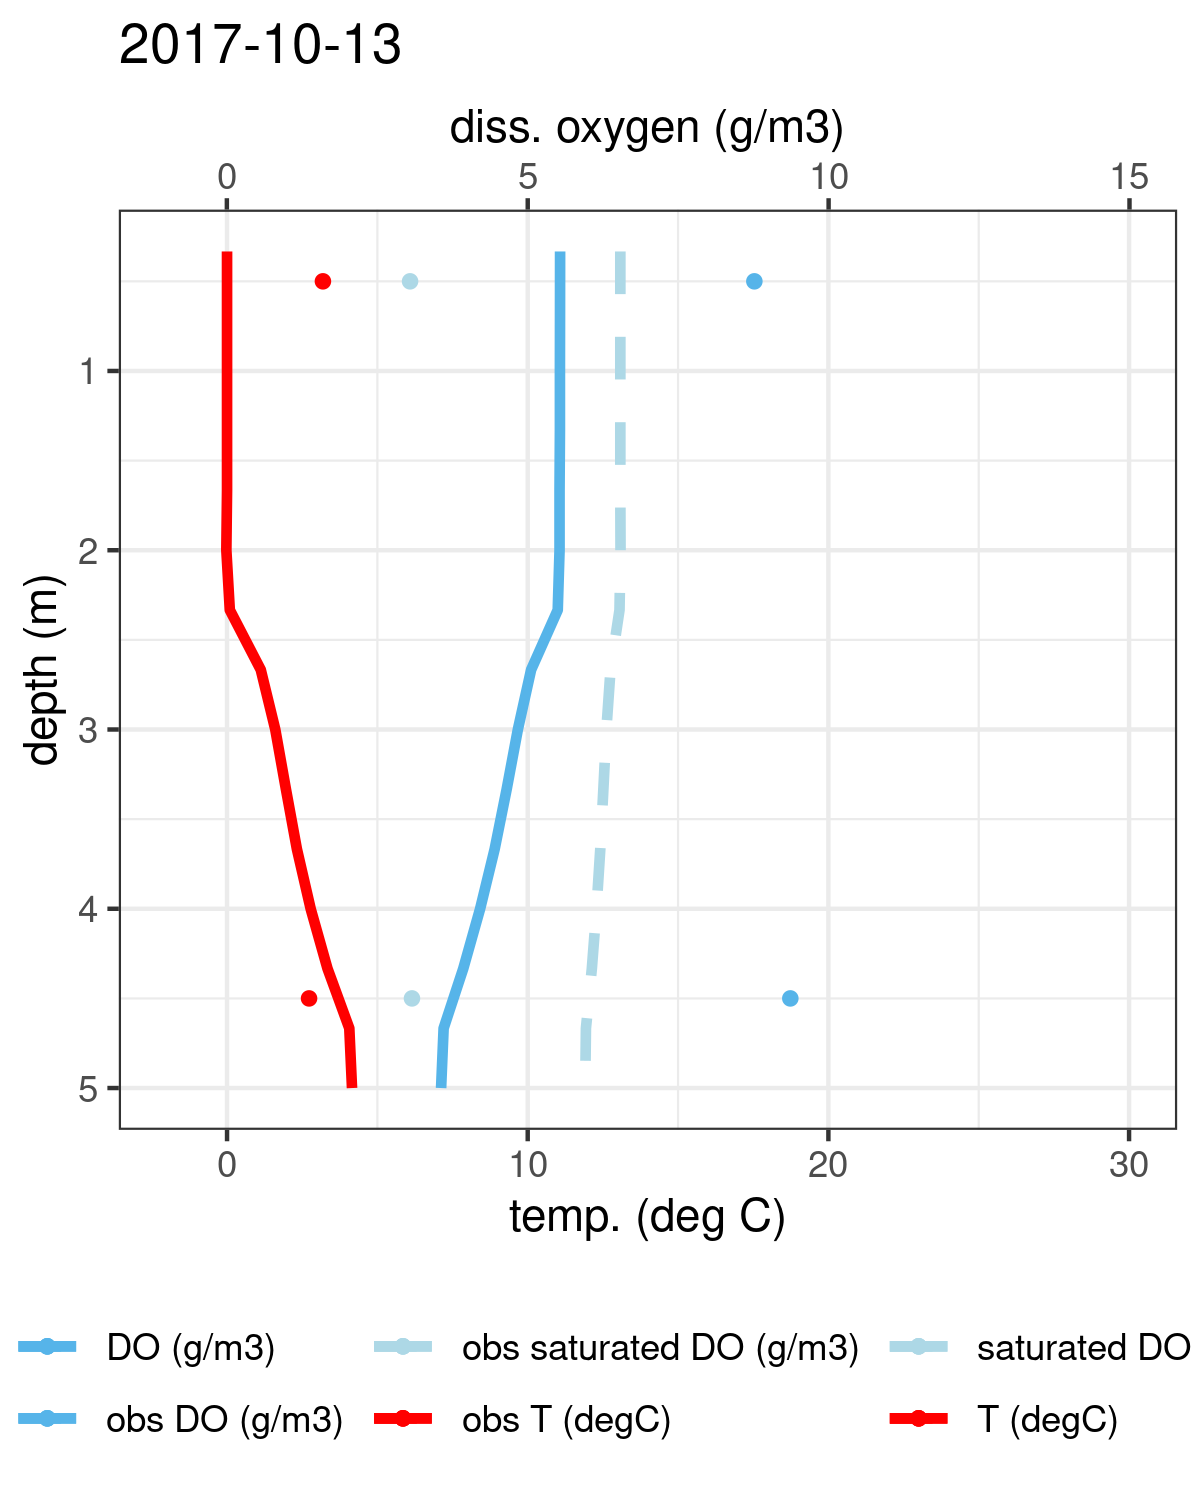 2017-10-13
diss. oxygen (g/m3)
0 5 10 15
depth (m)
1
2
3
4
5
0 10 20 30
temp. (deg C)
DO (g/m3) obs saturated DO (g/m3) saturated DO
obs DO (g/m3) obs T (degC) T (degC)